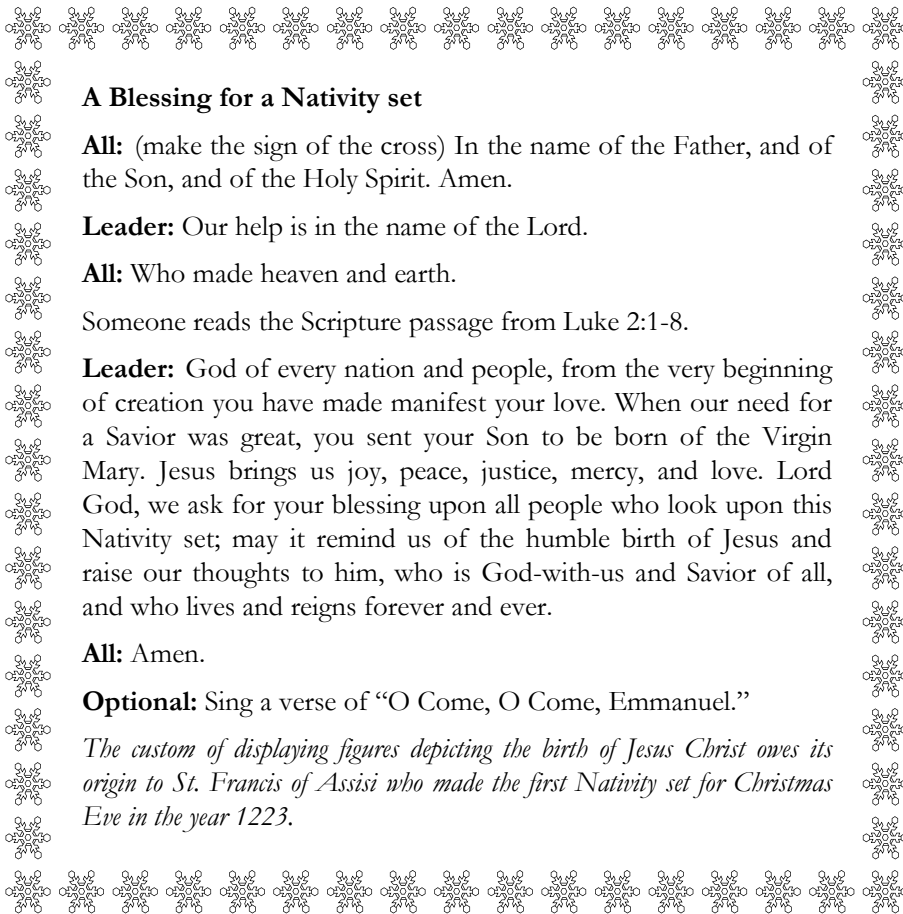 A Blessing for a Nativity set
All: (make the sign of the cross) In the name of the Father, and of
the Son, and of the Holy Spirit. Amen.
Leader: Our help is in the name of the Lord.
All: Who made heaven and earth.
Someone reads the Scripture passage from Luke 2:1-8.
Leader: God of every nation and people, from the very beginning
of creation you have made manifest your love. When our need for
a Savior was great, you sent your Son to be born of the Virgin
Mary. Jesus brings us joy, peace, justice, mercy, and love. Lord
God, we ask for your blessing upon all people who look upon this
Nativity set; may it remind us of the humble birth of Jesus and
raise our thoughts to him, who is God-with-us and Savior of all,
and who lives and reigns forever and ever.
All: Amen.
Optional: Sing a verse of “O Come, O Come, Emmanuel.”
The custom of displaying figures depicting the birth of Jesus Christ owes its
origin to St. Francis of Assisi who made the first Nativity set for Christmas
Eve in the year 1223.